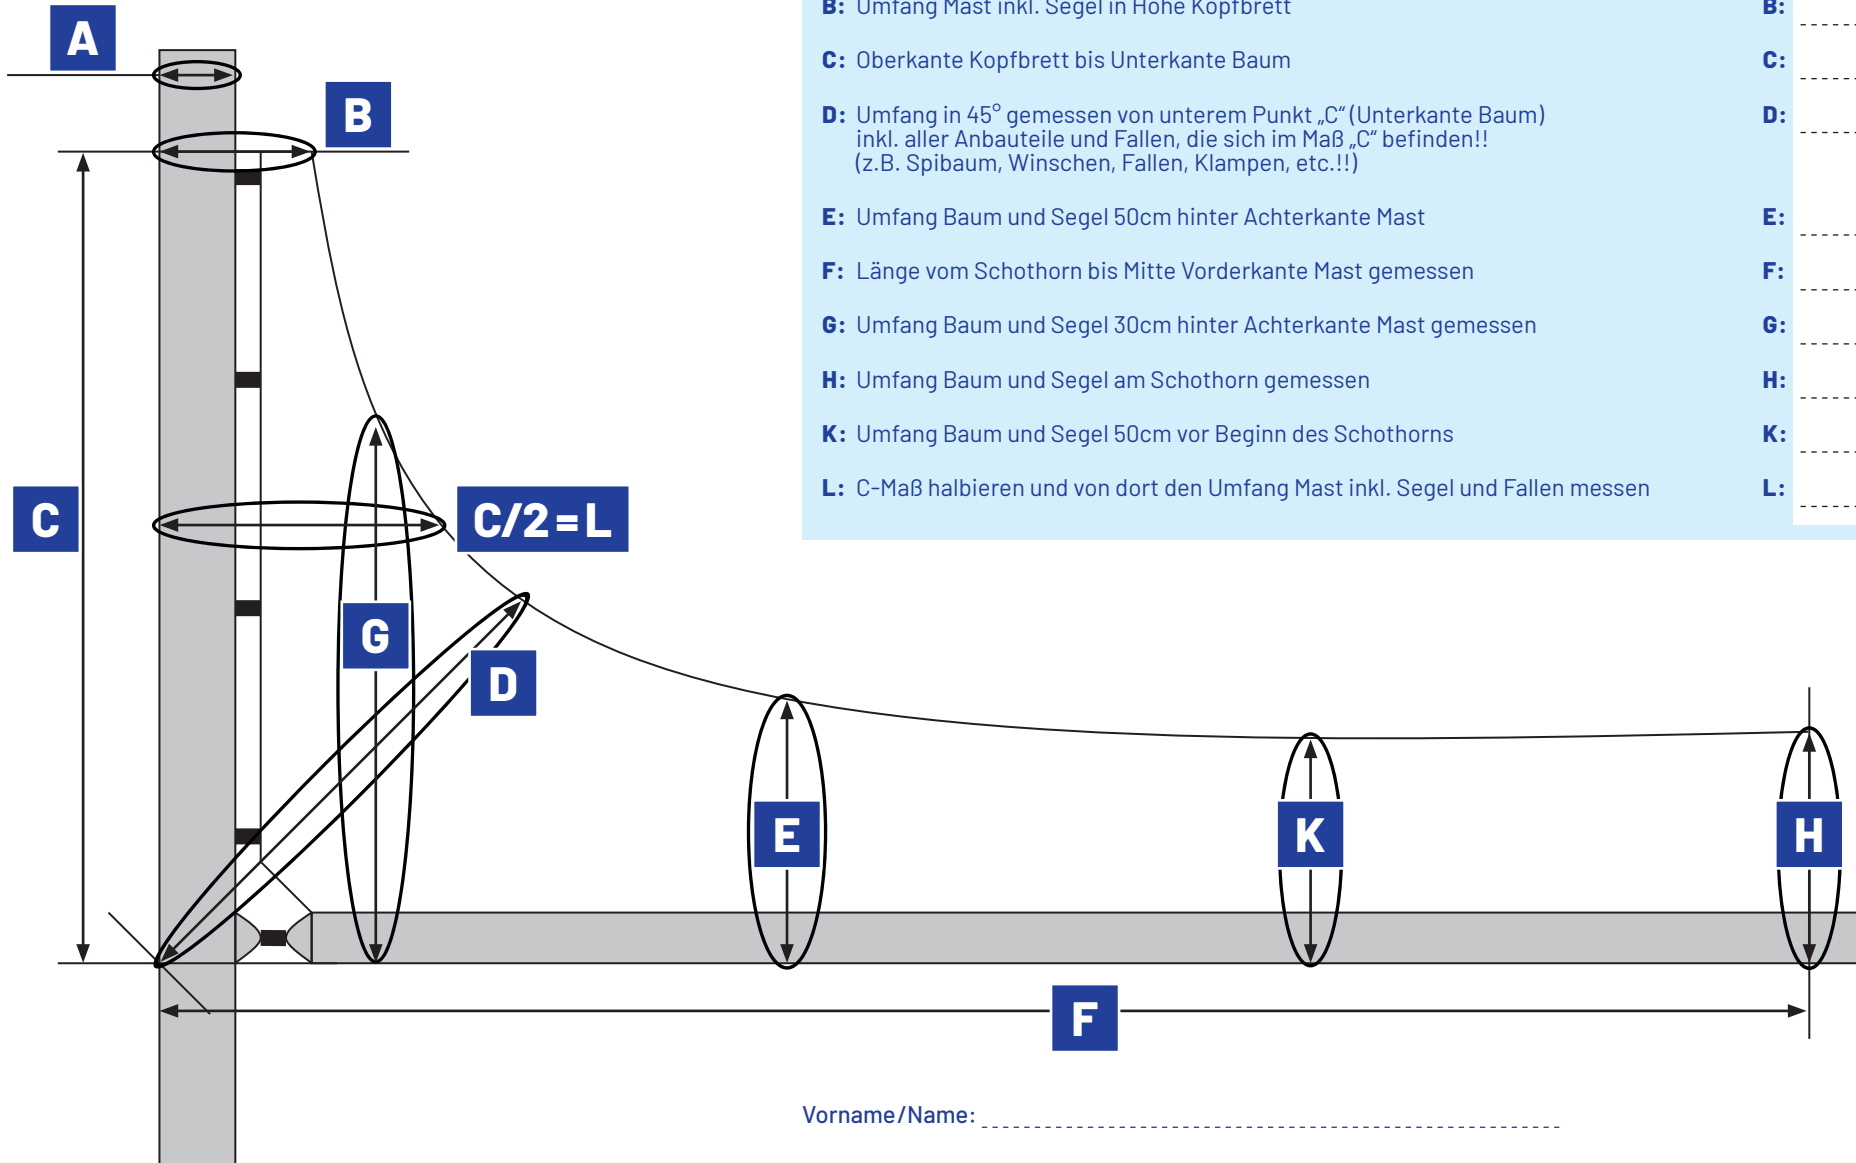 A
B
C
C/2=L
G
D
E
K
H
F
B: Umfang Mast inkl. Segel in Höhe Kopfbrett B:
C: Oberkante Kopfbrett bis Unterkante Baum C:
D: Umfang in 45° gemessen von unterem Punkt „C“ (Unterkante Baum) D:
inkl. aller Anbauteile und Fallen, die sich im Maß „C“ befinden!!
(z.B. Spibaum, Winschen, Fallen, Klampen, etc.!!)
E: Umfang Baum und Segel 50cm hinter Achterkante Mast E:
F: Länge vom Schothorn bis Mitte Vorderkante Mast gemessen F:
G: Umfang Baum und Segel 30cm hinter Achterkante Mast gemessen G:
H: Umfang Baum und Segel am Schothorn gemessen H:
K: Umfang Baum und Segel 50cm vor Beginn des Schothorns K:
L: C-Maß halbieren und von dort den Umfang Mast inkl. Segel und Fallen messen L:
Vorname/Name: